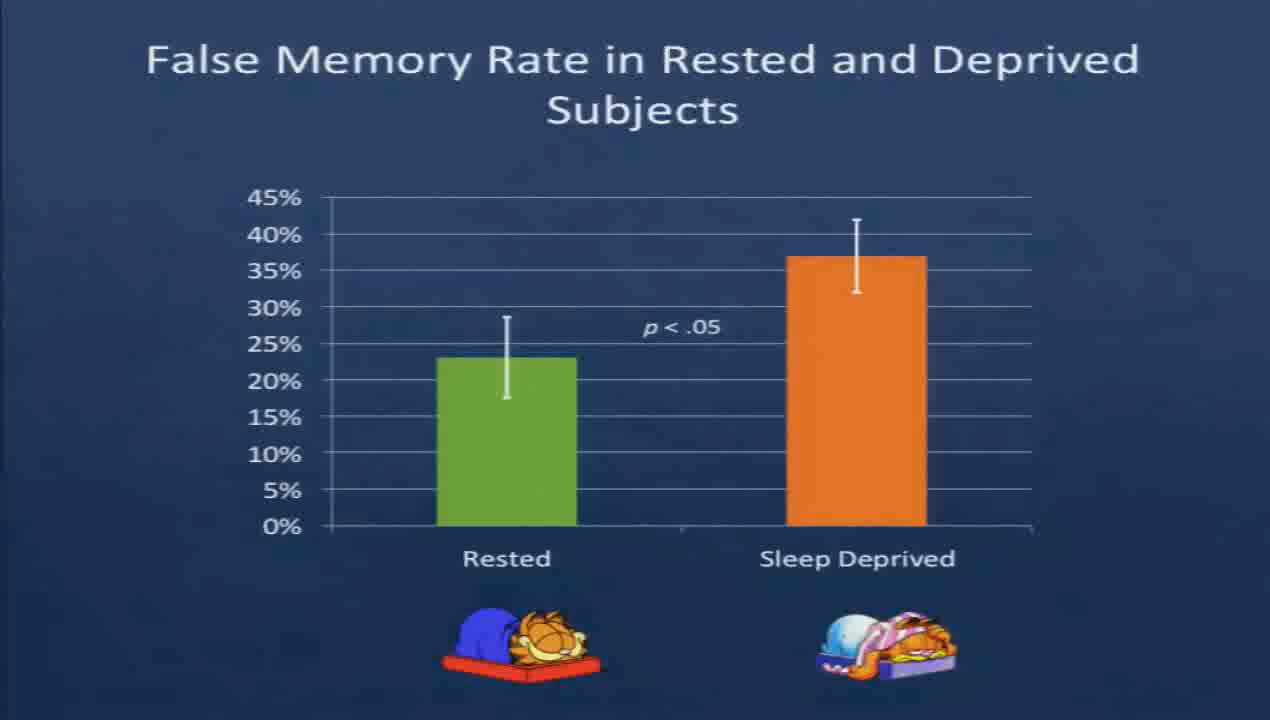 False Memory Rate in Rested and Deprived
Subjects
45%
40%
35%
30%
25%
20%
15%
10%
5%
0%
p < .05
Rested
Sleep Deprived